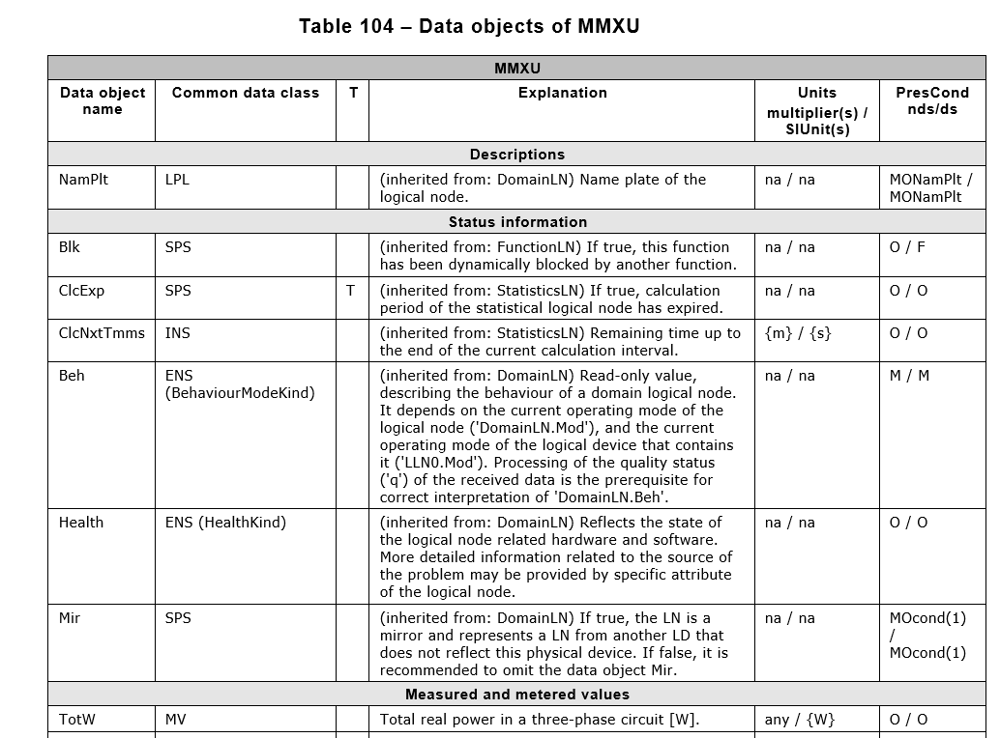 Table 104 – Data objects of MMXU
MMXU
Data object name
Common data class
T
Explanation
Units multiplier(s) / SIUnit(s)
PresCond nds/ds
Descriptions
NamPlt
LPL
(inherited from: DomainLN) Name plate of the
logical node.
na / na
MONamPlt /
MONamPlt
Status information
Blk
SPS
(inherited from: FunctionLN) If true, this function
has been dynamically blocked by another function.
na / na
O / F
ClcExp
SPS
T
(inherited from: StatisticsLN) If true, calculation
period of the statistical logical node has expired.
na / na
O / O
ClcNxtTmms
INS
(inherited from: StatisticsLN) Remaining time up to
the end of the current calculation interval.
{m} / {s}
O / O
Beh
ENS
(BehaviourModeKind)
(inherited from: DomainLN) Read-only value,
describing the behaviour of a domain logical node.
It depends on the current operating mode of the
logical node ('DomainLN.Mod'), and the current
operating mode of the logical device that contains
it ('LLN0.Mod'). Processing of the quality status
('q') of the received data is the prerequisite for
correct interpretation of 'DomainLN.Beh'.
na / na
M / M
Health
ENS (HealthKind)
(inherited from: DomainLN) Reflects the state of
the logical node related hardware and software.
More detailed information related to the source of
the problem may be provided by specific attribute
of the logical node.
na / na
O / O
Mir
SPS
(inherited from: DomainLN) If true, the LN is a
mirror and represents a LN from another LD that
does not reflect this physical device. If false, it is
recommended to omit the data object Mir.
na / na
MOcond(1)
/
MOcond(1)
Measured and metered values
TotW
MV
Total real power in a three-phase circuit [W].
any / {W}
O / O